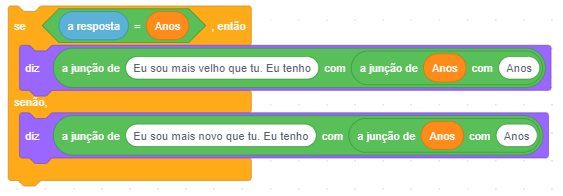 se a resposta = Anos , então
diz a junção de Eu sou mais velho que tu. Eu tenho com a junção de Anos com Anos
senão,
diz a junção de Eu sou mais novo que tu. Eu tenho com a junção de Anos com Anos